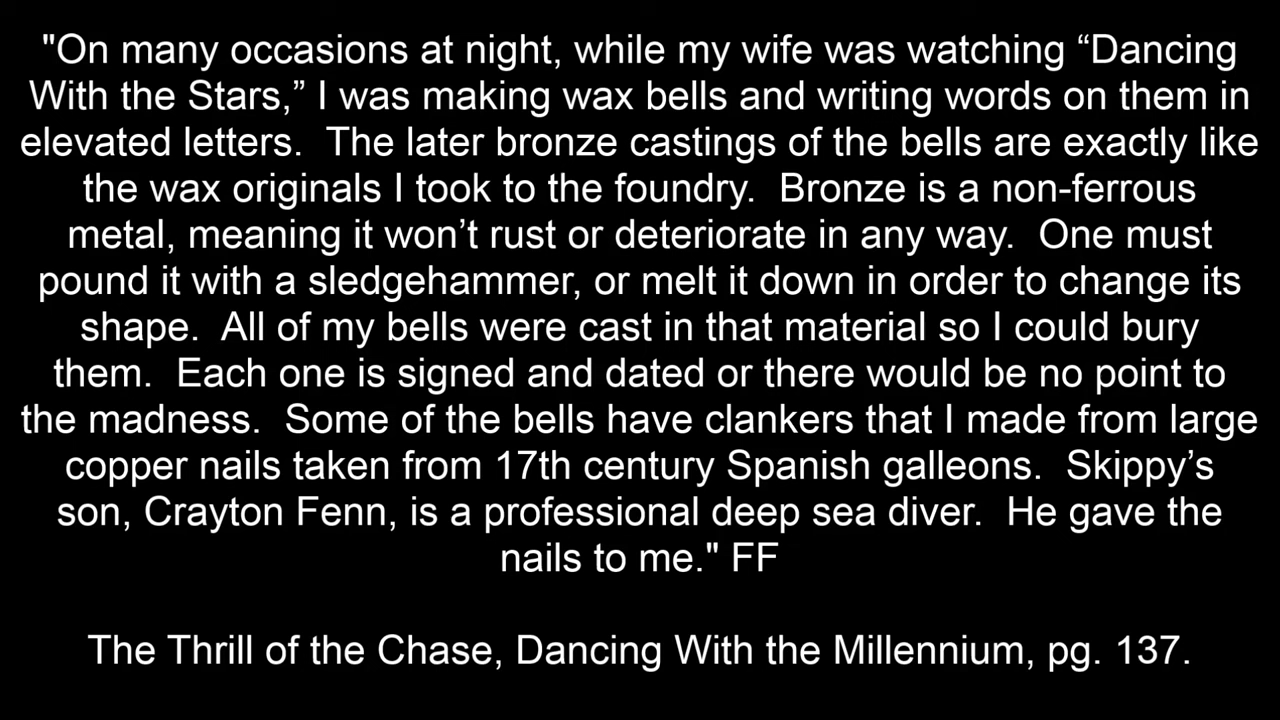 "On many occasions at night, while my wife was watching “Dancing
With the Stars,” I was making wax bells and writing words on them in
elevated letters.  The later bronze castings of the bells are exactly like
the wax originals I took to the foundry.  Bronze is a non-ferrous
metal, meaning it won’t rust or deteriorate in any way.  One must
pound it with a sledgehammer, or melt it down in order to change its
shape.  All of my bells were cast in that material so I could bury
them.  Each one is signed and dated or there would be no point to
the madness.  Some of the bells have clankers that I made from large
copper nails taken from 17th century Spanish galleons.  Skippy’s
son, Crayton Fenn, is a professional deep sea diver.  He gave the
nails to me." FF
The Thrill of the Chase, Dancing With the Millennium, pg. 137.